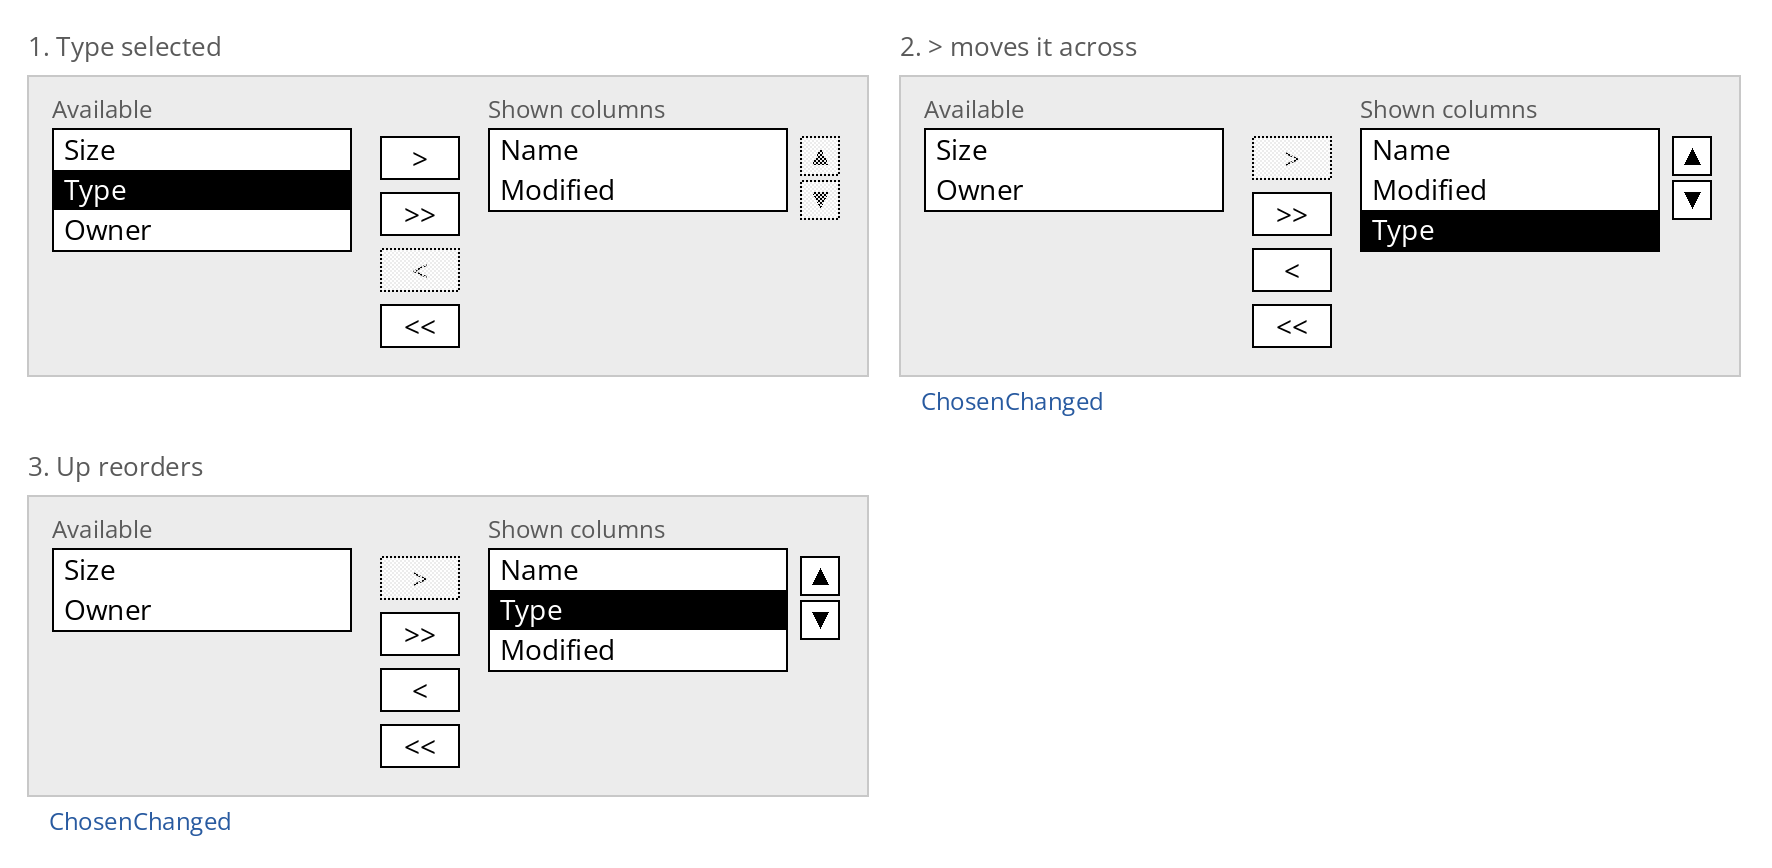 1. Type selected
Available
Size
Type
Owner
>
>>
<
<<
Shown columns
Name
Modified
▲
▼
2. > moves it across
Available
Size
Owner
>
>>
<
<<
Shown columns
Name
Modified
Type
▲
▼
ChosenChanged
3. Up reorders
Available
Size
Owner
>
>>
<
<<
Shown columns
Name
Type
Modified
▲
▼
ChosenChanged